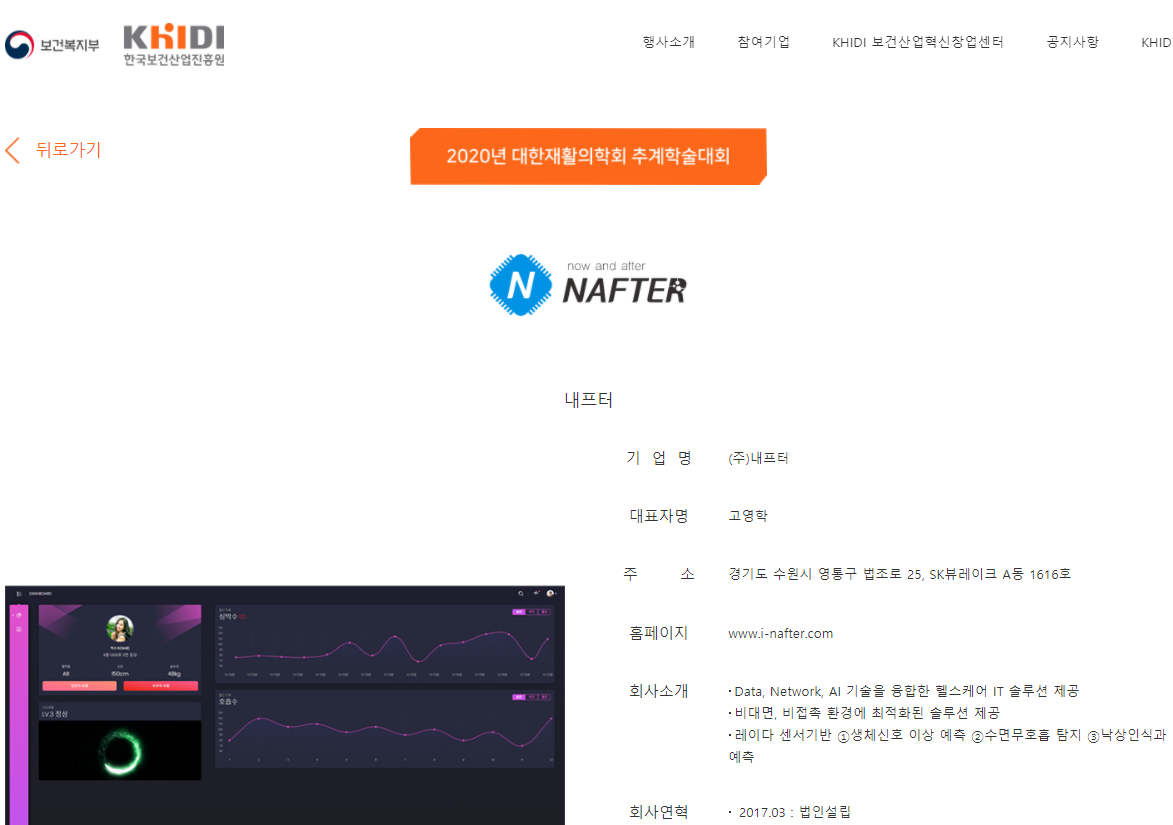 보건복지부
KHIDI
한국보건산업진흥원
행사소개 참여기업 KHIDI 보건산업혁신창업센터 공지사항 KHID
뒤로가기
2020년 대한재활의학회 추계학술대회
N
now and after
NAFTER
내프터
기 업 명 (주)내프터
대표자명 고영학
주 소 경기도 수원시 영통구 법조로 25, SK뷰레이크 A동 1616호
홈페이지 www.i-nafter.com
회사소개 · Data, Network, AI 기술을 융합한 헬스케어 IT 솔루션 제공
· 비대면, 비접촉 환경에 최적화된 솔루션 제공
· 레이다 센서기반 ①생체신호 이상 예측 ②수면무호흡 탐지 ③낙상인식과
예측
회사연혁 · 2017.03 : 법인설립
DASHBOARD
심박수
AB 150cm 48kg
호흡수
LV.3 정상